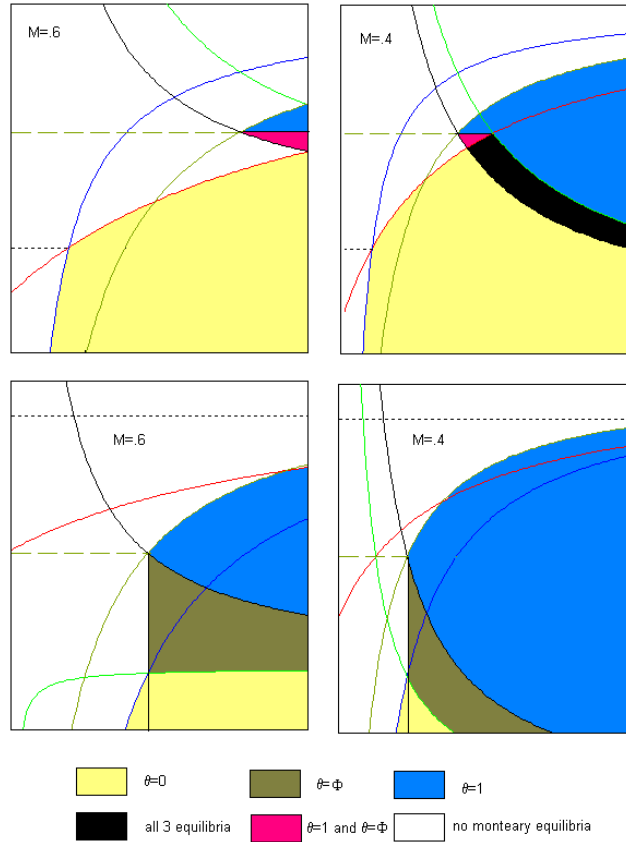 M=.6
M=.4
M=.6
M=.4
θ=0
θ=Φ
θ=1
all 3 equilibria
θ=1 and θ=Φ
no monteary equilibria